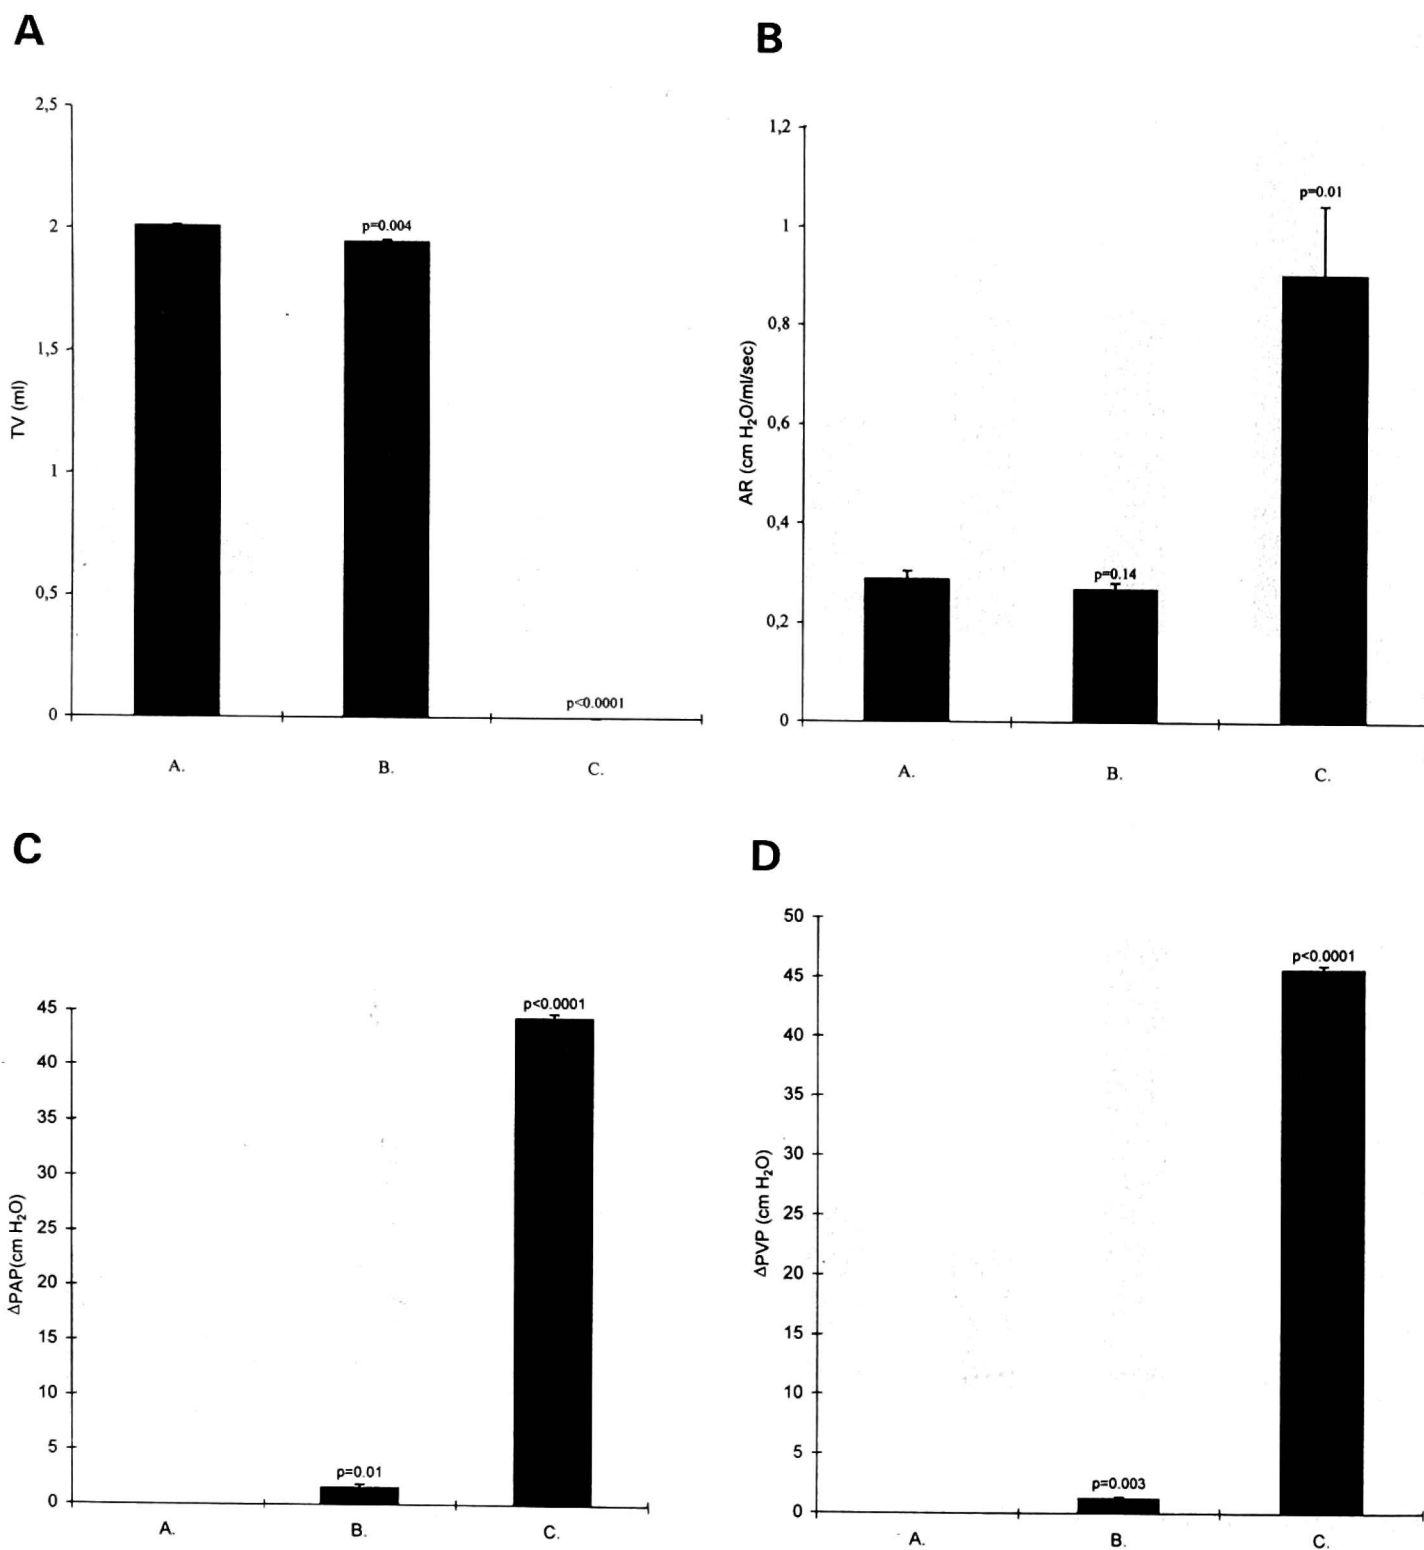 A
2,5
2
1,5
1
0,5
0
TV (ml)
p=0.004
p<0.0001
A.
B.
C.
B
1,2
1
0,8
0,6
0,4
0,2
0
AR (cm H₂O/ml/sec)
p=0.14
p=0.01
A.
B.
C.
C
45
40
35
30
25
20
15
10
5
0
ΔPAP(cm H₂O)
p=0.01
p<0.0001
A.
B.
C.
D
50
45
40
35
30
25
20
15
10
5
0
ΔPVP (cm H₂O)
p=0.003
p<0.0001
A.
B.
C.